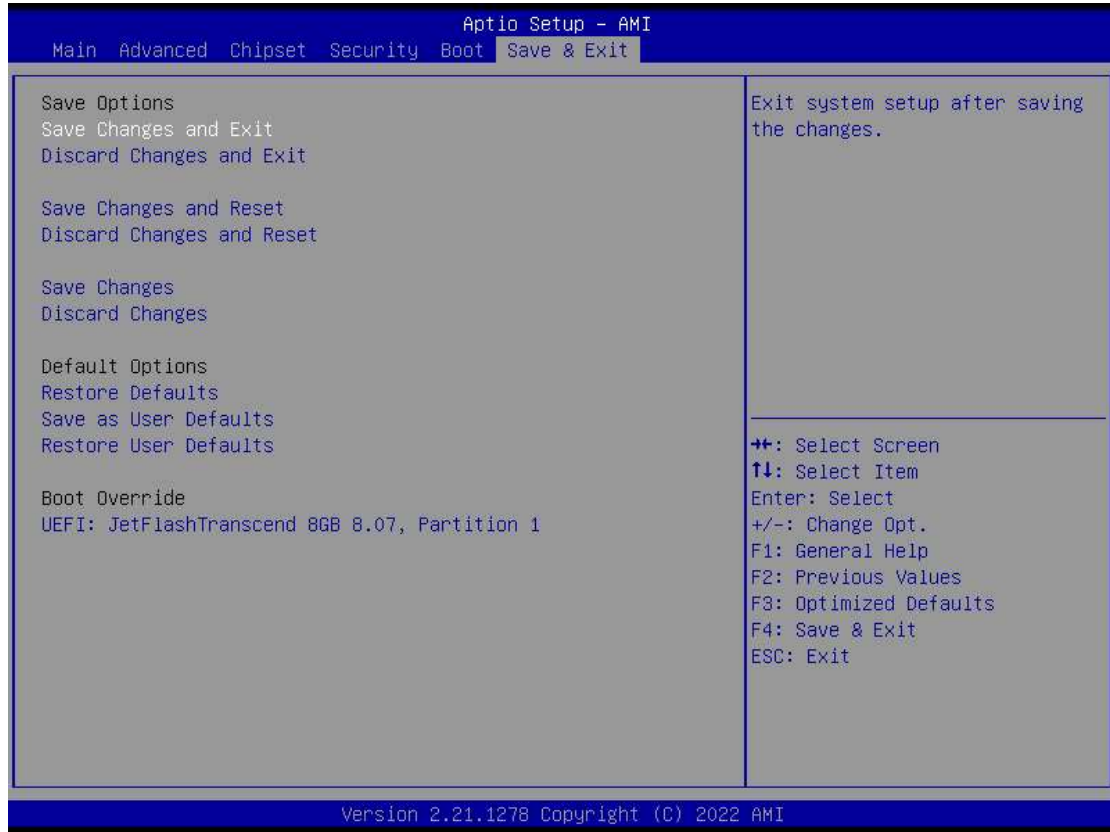 Aptio Setup – AMI
Main Advanced Chipset Security Boot Save & Exit
Save Options
Save Changes and Exit
Discard Changes and Exit
Save Changes and Reset
Discard Changes and Reset
Save Changes
Discard Changes
Default Options
Restore Defaults
Save as User Defaults
Restore User Defaults
Boot Override
UEFI: JetFlashTranscend 8GB 8.07, Partition 1
Exit system setup after saving
the changes.
→←: Select Screen
↑↓: Select Item
Enter: Select
+/-: Change Opt.
F1: General Help
F2: Previous Values
F3: Optimized Defaults
F4: Save & Exit
ESC: Exit
Version 2.21.1278 Copyright (C) 2022 AMI